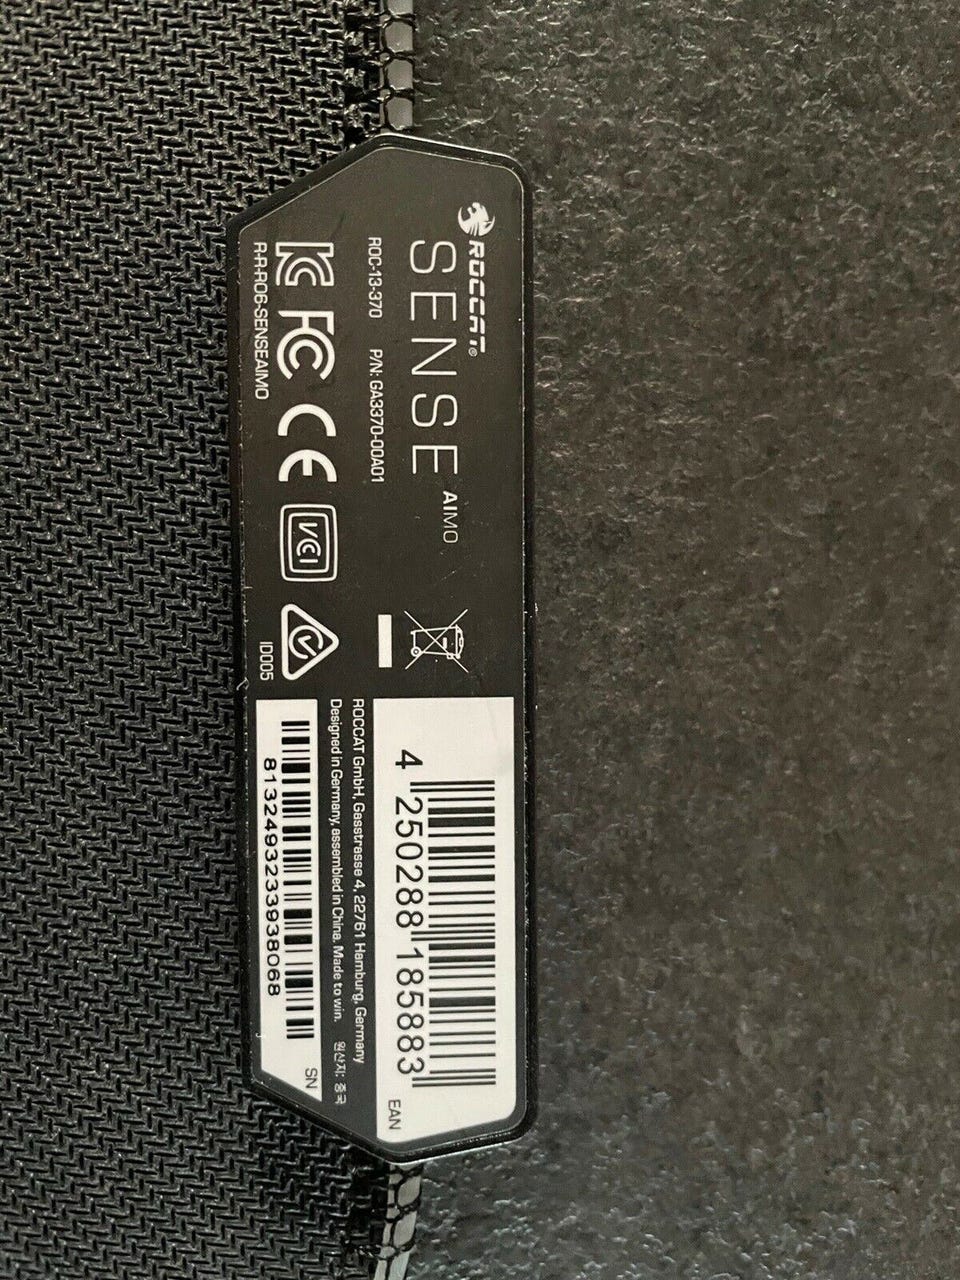 ROCCAT®
SENSE AIMO
ROC-13-370 P/N: GA3370-00A01
R-R-RO6-SENSEAIMO
VCCI
ID005
4 250288 185883
EAN
ROCCAT GmbH, Gasstrasse 4, 22761 Hamburg, Germany
Designed in Germany, assembled in China. Made to win. 원산지: 중국
8132493233938068
SN